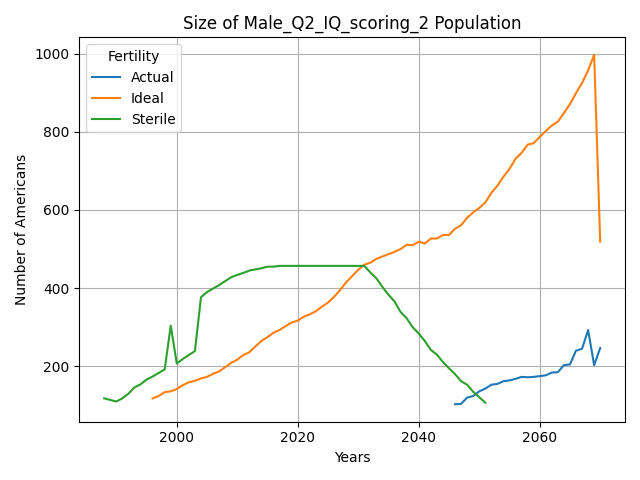 Size of Male_Q2_IQ_scoring_2 Population
Fertility
Actual
Ideal
Sterile
Number of Americans
1000
800
600
400
200
2000
2020
2040
2060
Years